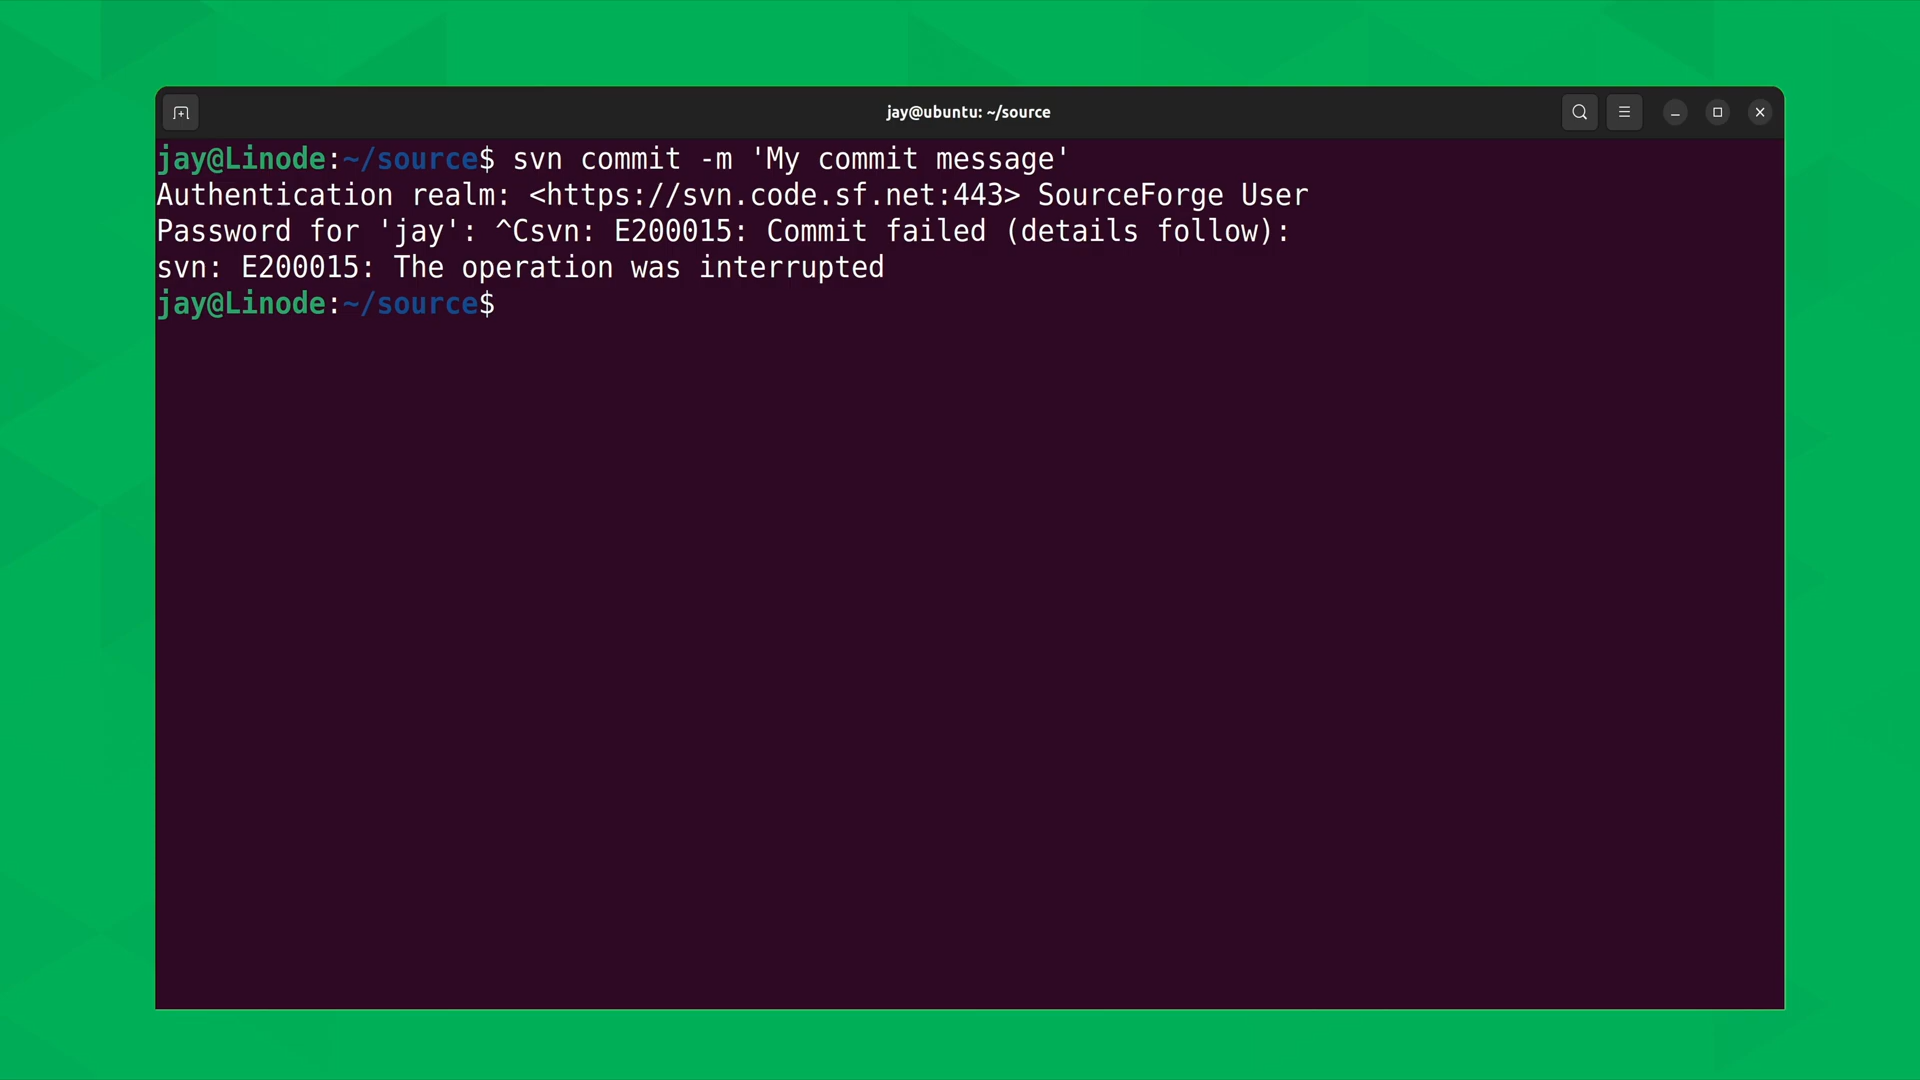 jay@ubuntu: ~/source
jay@Linode:~/source$ svn commit -m 'My commit message'
Authentication realm: <https://svn.code.sf.net:443> SourceForge User
Password for 'jay': ^Csvn: E200015: Commit failed (details follow):
svn: E200015: The operation was interrupted
jay@Linode:~/source$